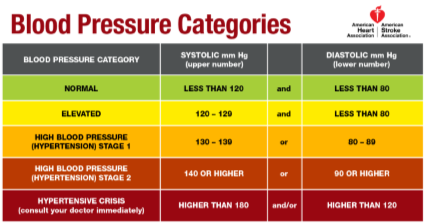 Blood Pressure Categories
American Heart Association
American Stroke Association
BLOOD PRESSURE CATEGORY
SYSTOLIC mm Hg (upper number)
DIASTOLIC mm Hg (lower number)
NORMAL
LESS THAN 120
and
LESS THAN 80
ELEVATED
120 – 129
and
LESS THAN 80
HIGH BLOOD PRESSURE
(HYPERTENSION) STAGE 1
130 – 139
or
80 – 89
HIGH BLOOD PRESSURE
(HYPERTENSION) STAGE 2
140 OR HIGHER
or
90 OR HIGHER
HYPERTENSIVE CRISIS
(consult your doctor immediately)
HIGHER THAN 180
and/or
HIGHER THAN 120